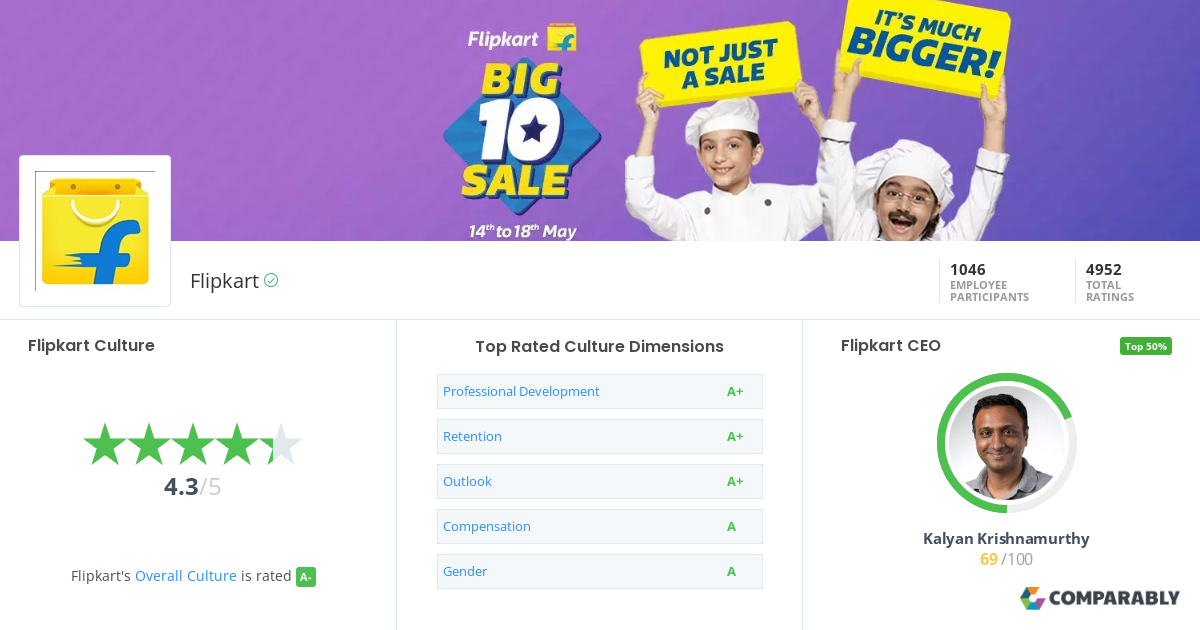 Flipkart
BIG
10
SALE
14th to 18th May
NOT JUST
A SALE
IT'S MUCH
BIGGER!
f
Flipkart
1046
EMPLOYEE
PARTICIPANTS
4952
TOTAL
RATINGS
Flipkart Culture
4.3/5
Flipkart's Overall Culture is rated A-
Top Rated Culture Dimensions
Professional Development A+
Retention A+
Outlook A+
Compensation A
Gender A
Flipkart CEO
Top 50%
Kalyan Krishnamurthy
69 /100
COMPARABLY